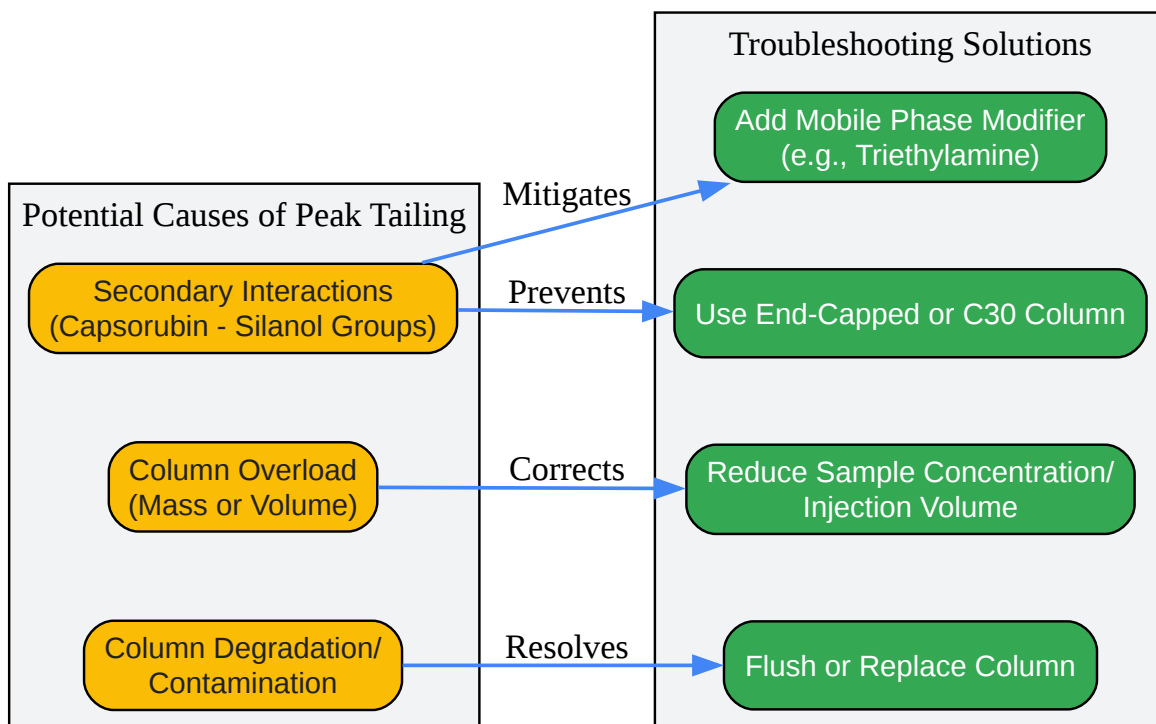 Potential Causes of Peak Tailing
Secondary Interactions
(Capsorubin - Silanol Groups)
Column Overload
(Mass or Volume)
Column Degradation/
Contamination
Mitigates
Prevents
Corrects
Resolves
Troubleshooting Solutions
Add Mobile Phase Modifier
(e.g., Triethylamine)
Use End-Capped or C30 Column
Reduce Sample Concentration/
Injection Volume
Flush or Replace Column